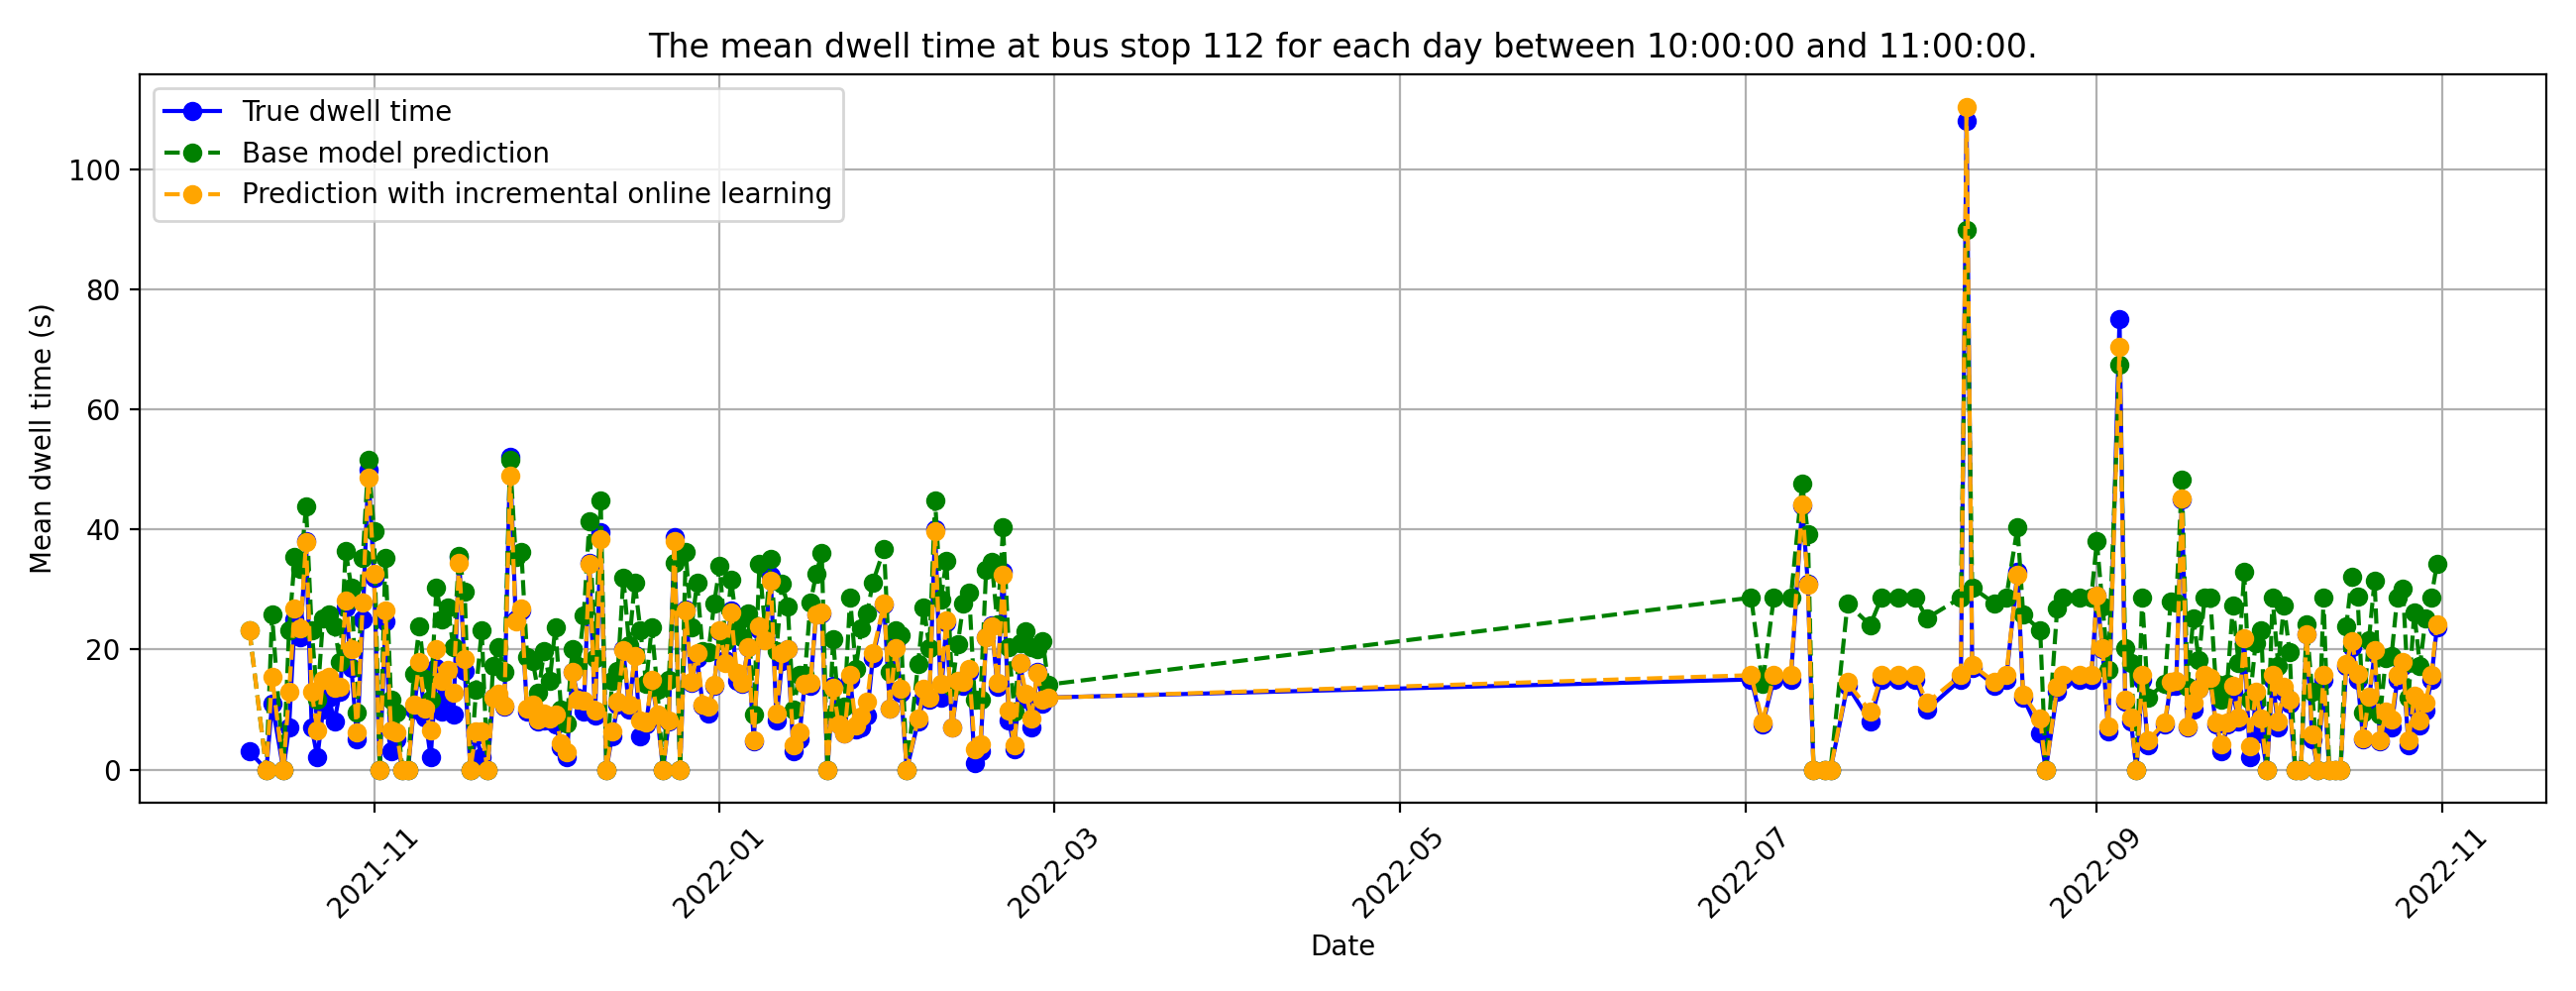 The mean dwell time at bus stop 112 for each day between 10:00:00 and 11:00:00.
True dwell time
Base model prediction
Prediction with incremental online learning
Mean dwell time (s)
100
80
60
40
20
0
2021-11
2022-01
2022-03
2022-05
2022-07
2022-09
2022-11
Date